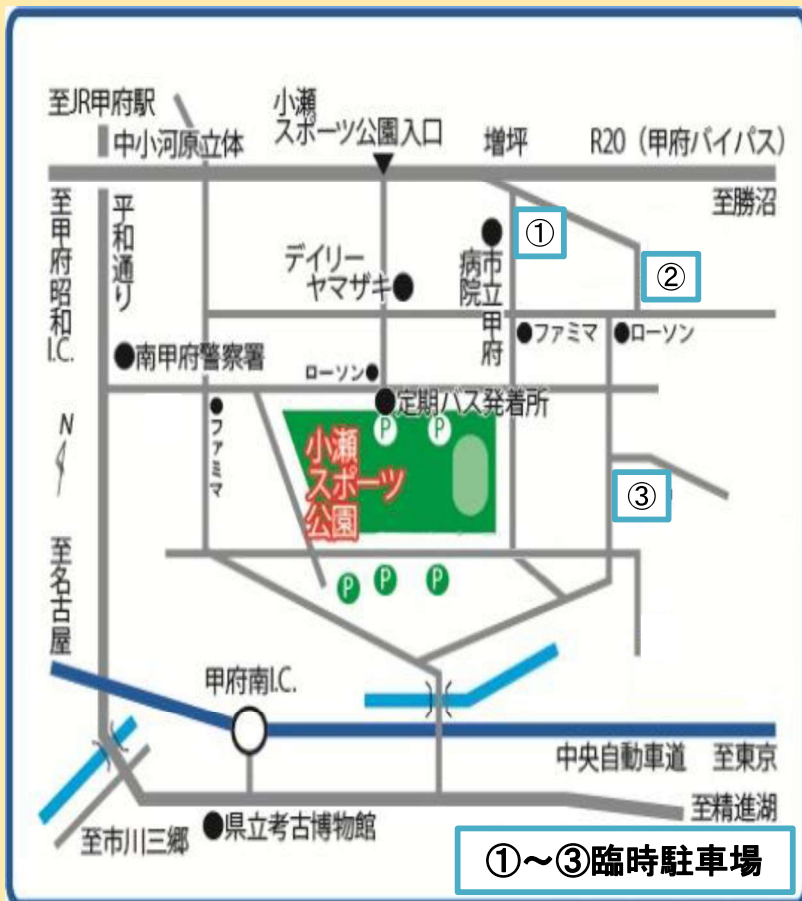 至JR甲府駅
中小河原立体
小瀬
スポーツ公園入口
増坪
R20（甲府バイパス）
至勝沼
至甲府昭和I.C.
平和通り
デイリー
ヤマザキ
市立甲府
病院
①
②
南甲府警察署
ローソン
ファミマ
ローソン
定期バス発着所
P
P
ファミマ
小瀬
スポーツ
公園
③
N
至名古屋
P
P
P
甲府南I.C.
中央自動車道
至東京
至精進湖
県立考古博物館
至市川三郷
①～③臨時駐車場